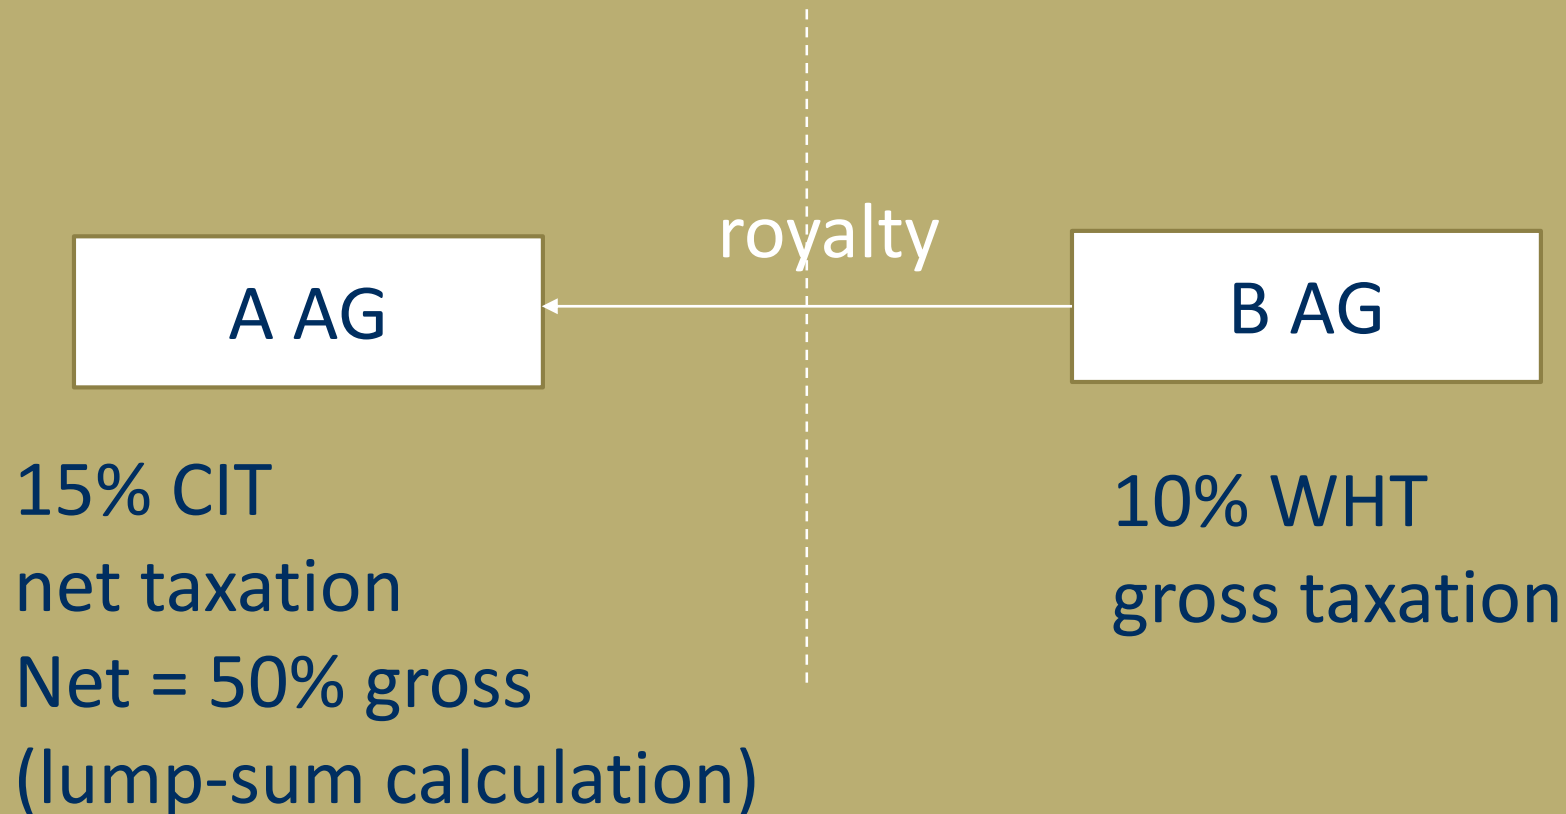 royalty
A AG
B AG
15% CIT
net taxation
Net = 50% gross
(lump-sum calculation)
10% WHT
gross taxation